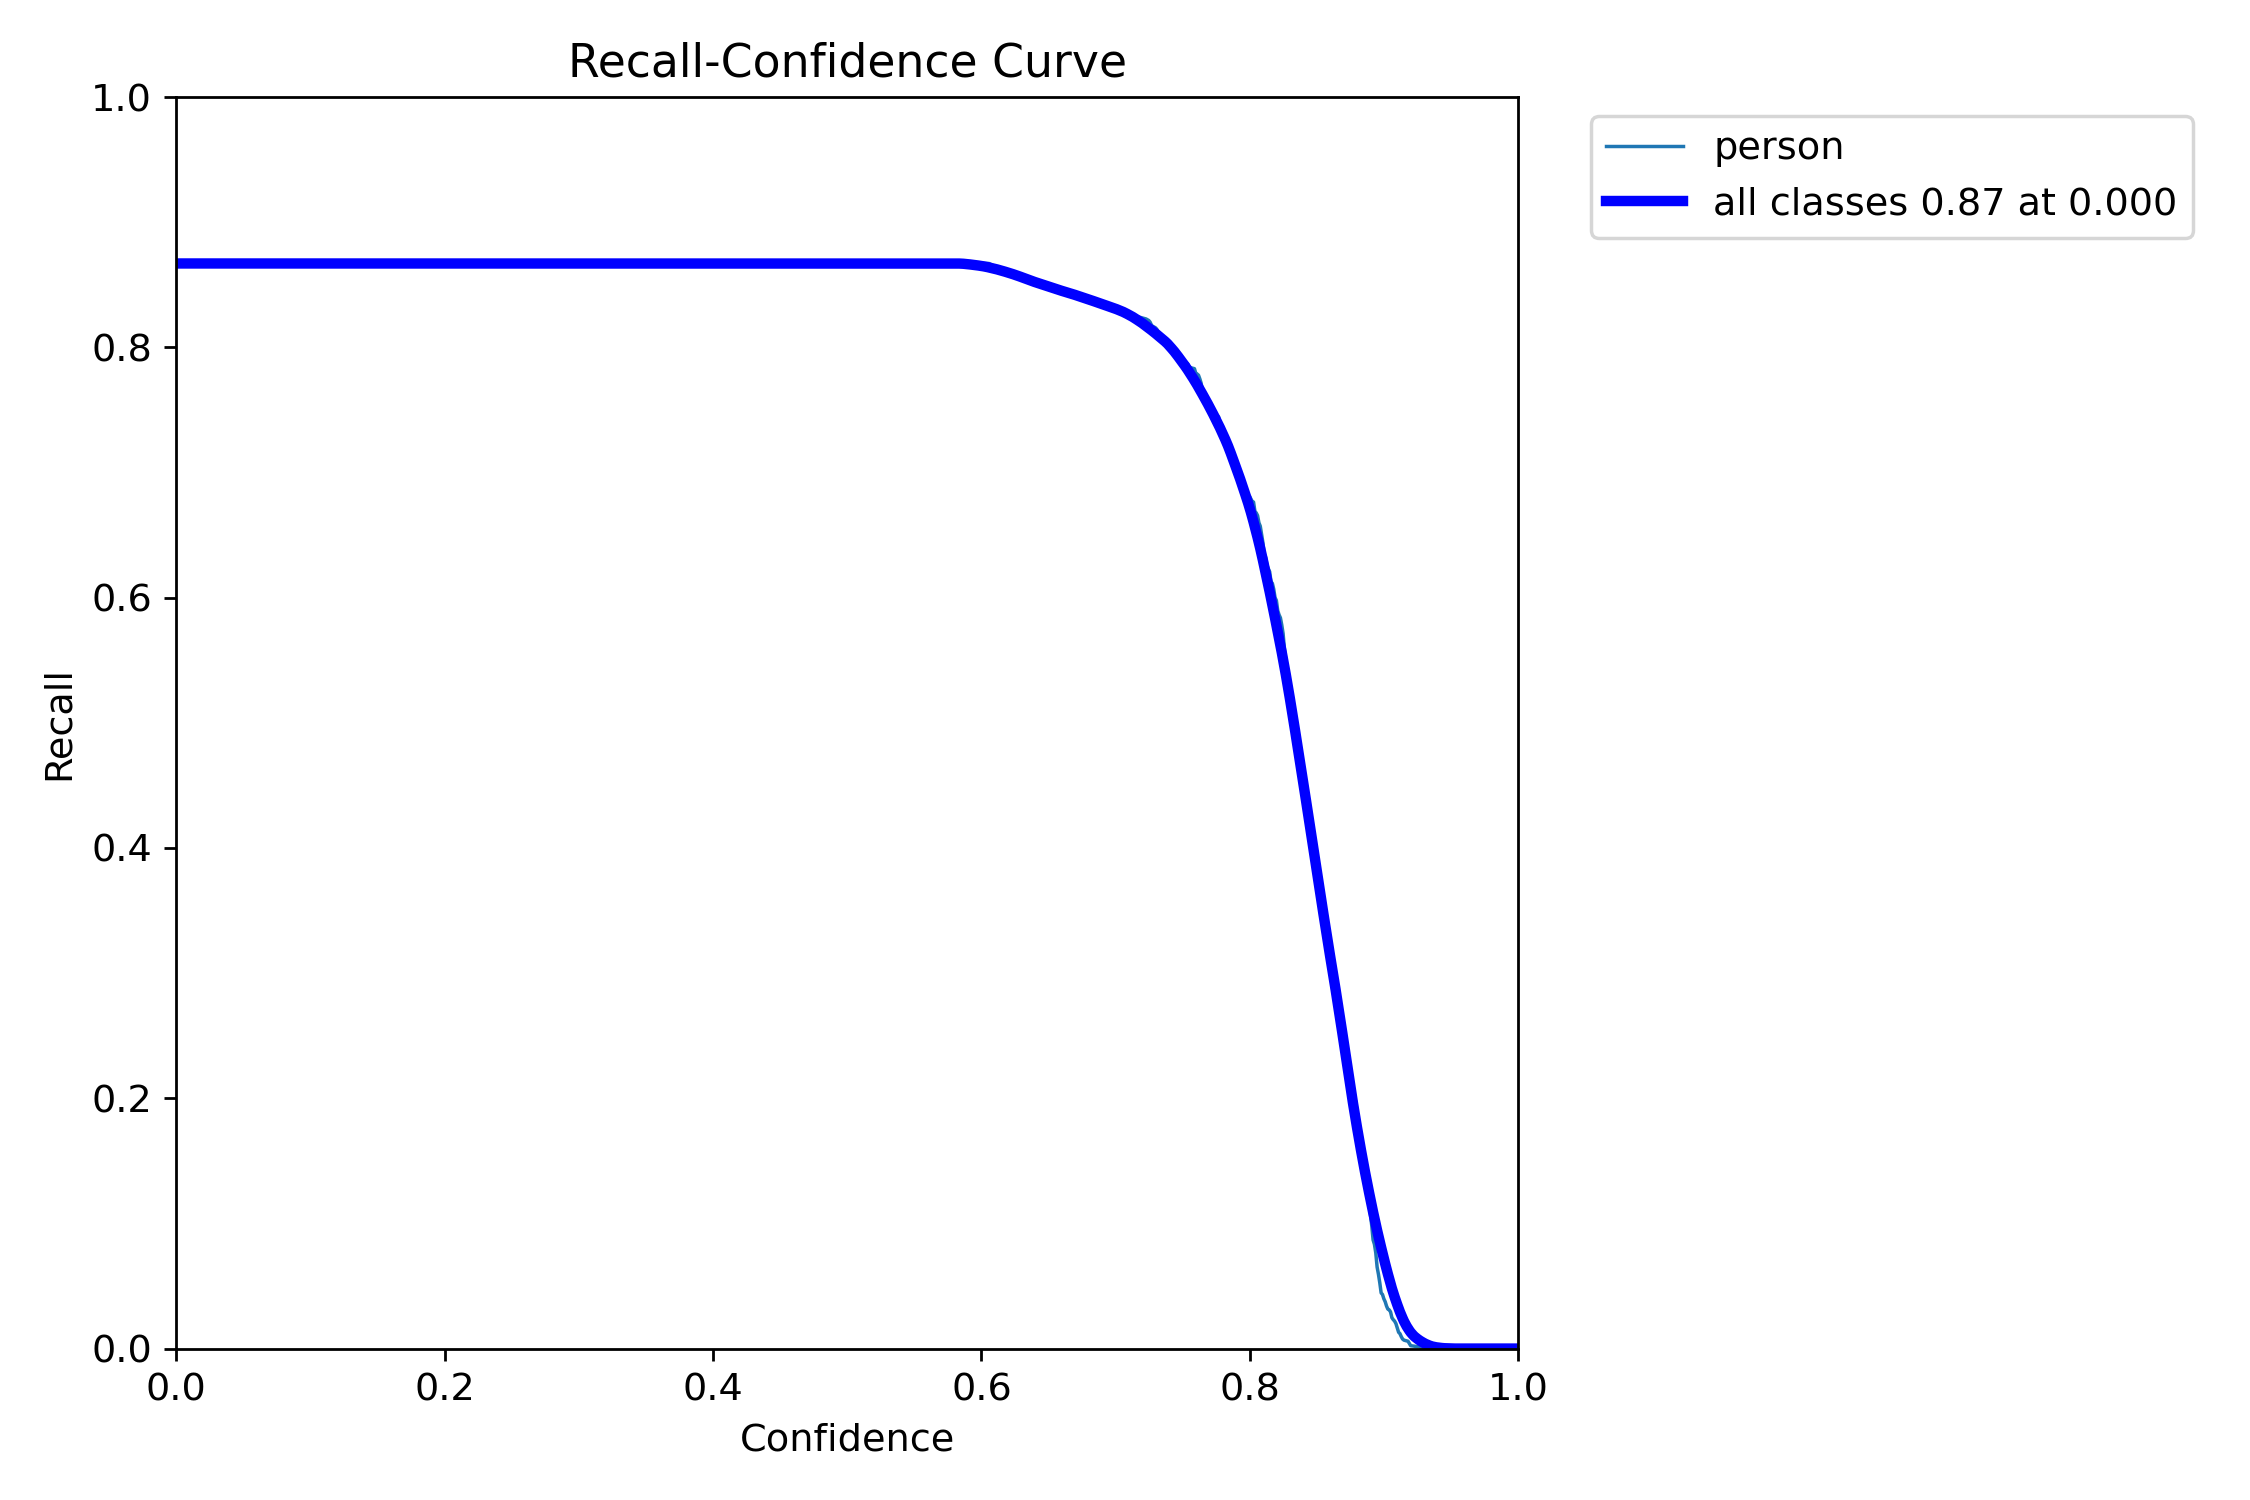 Recall-Confidence Curve
1.0
0.8
0.6
0.4
0.2
0.0
Recall
0.0 0.2 0.4 0.6 0.8 1.0
Confidence
person
all classes 0.87 at 0.000